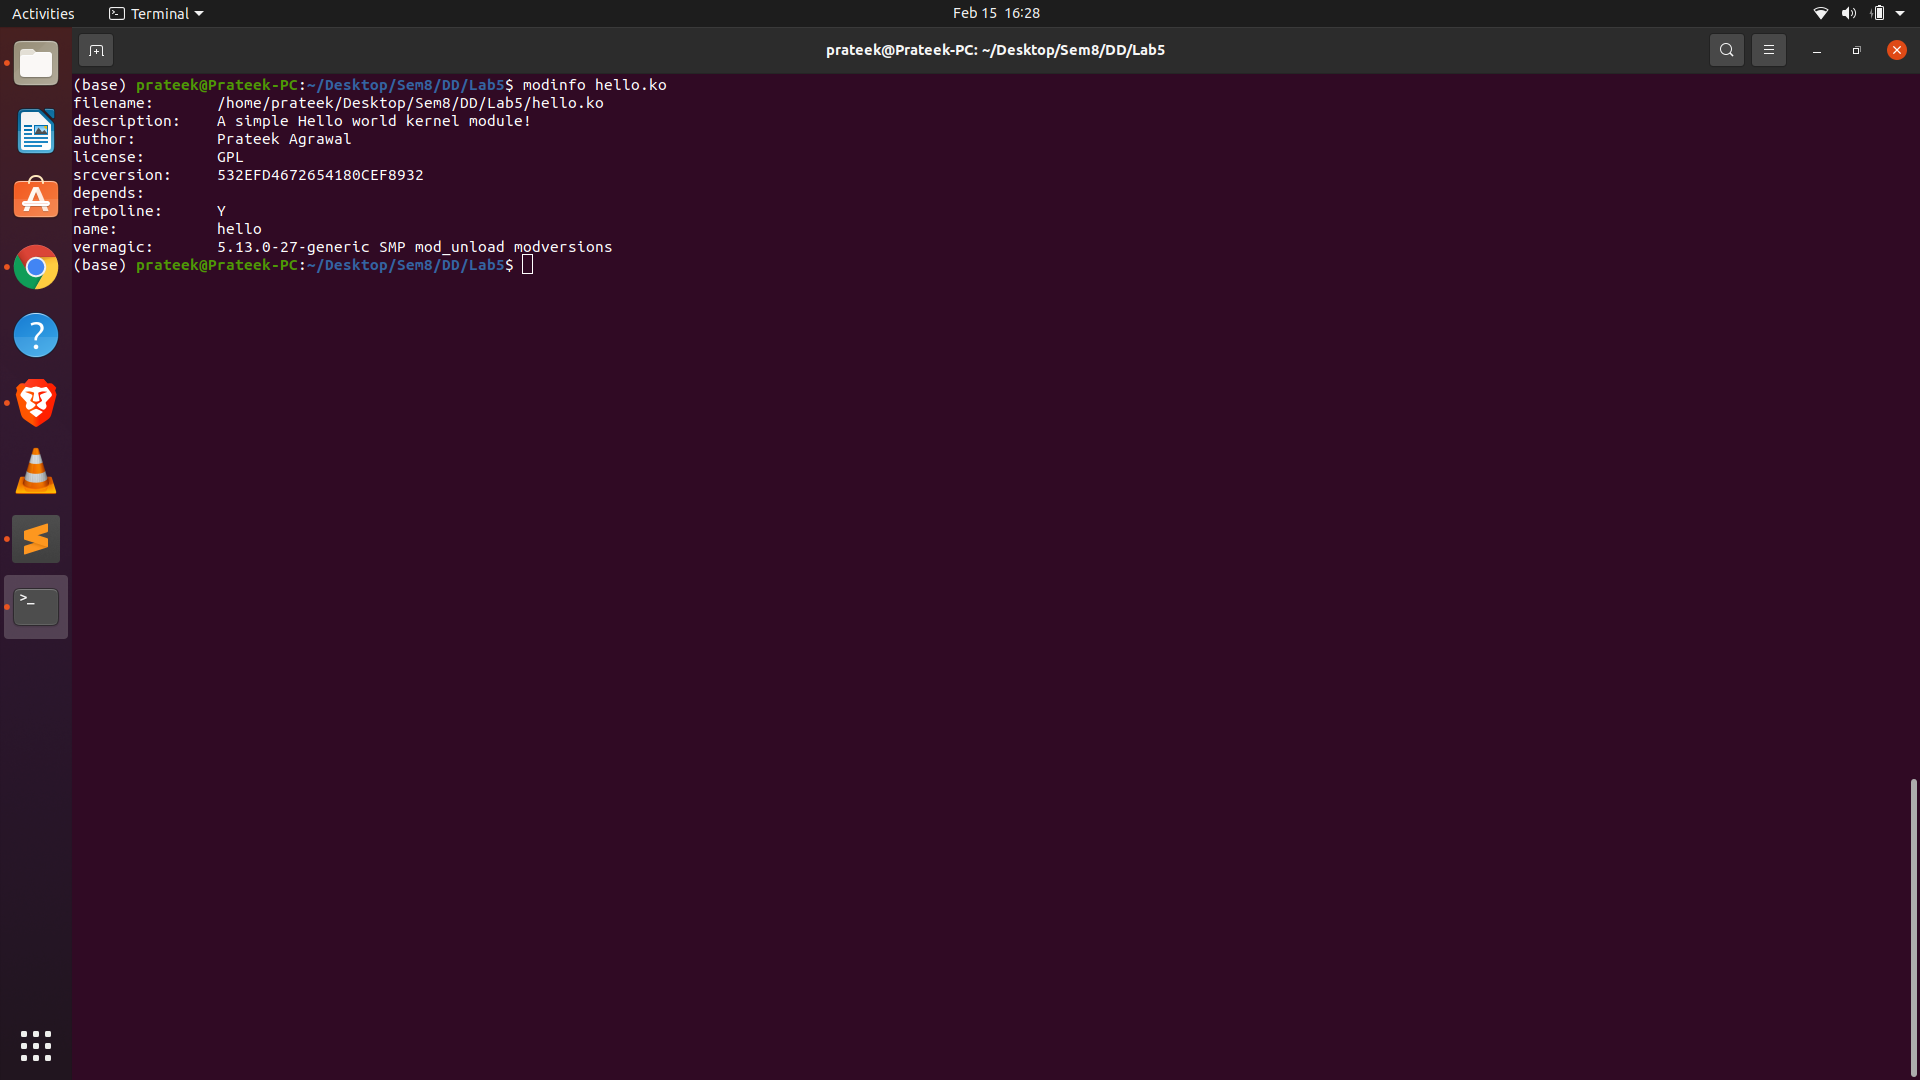 Activities
Terminal
Feb 15 16:28
prateek@Prateek-PC: ~/Desktop/Sem8/DD/Lab5
(base) prateek@Prateek-PC:~/Desktop/Sem8/DD/Lab5$ modinfo hello.ko
filename:       /home/prateek/Desktop/Sem8/DD/Lab5/hello.ko
description:    A simple Hello world kernel module!
author:         Prateek Agrawal
license:        GPL
srcversion:     532EFD4672654180CEF8932
depends:
retpoline:      Y
name:           hello
vermagic:       5.13.0-27-generic SMP mod_unload modversions
(base) prateek@Prateek-PC:~/Desktop/Sem8/DD/Lab5$